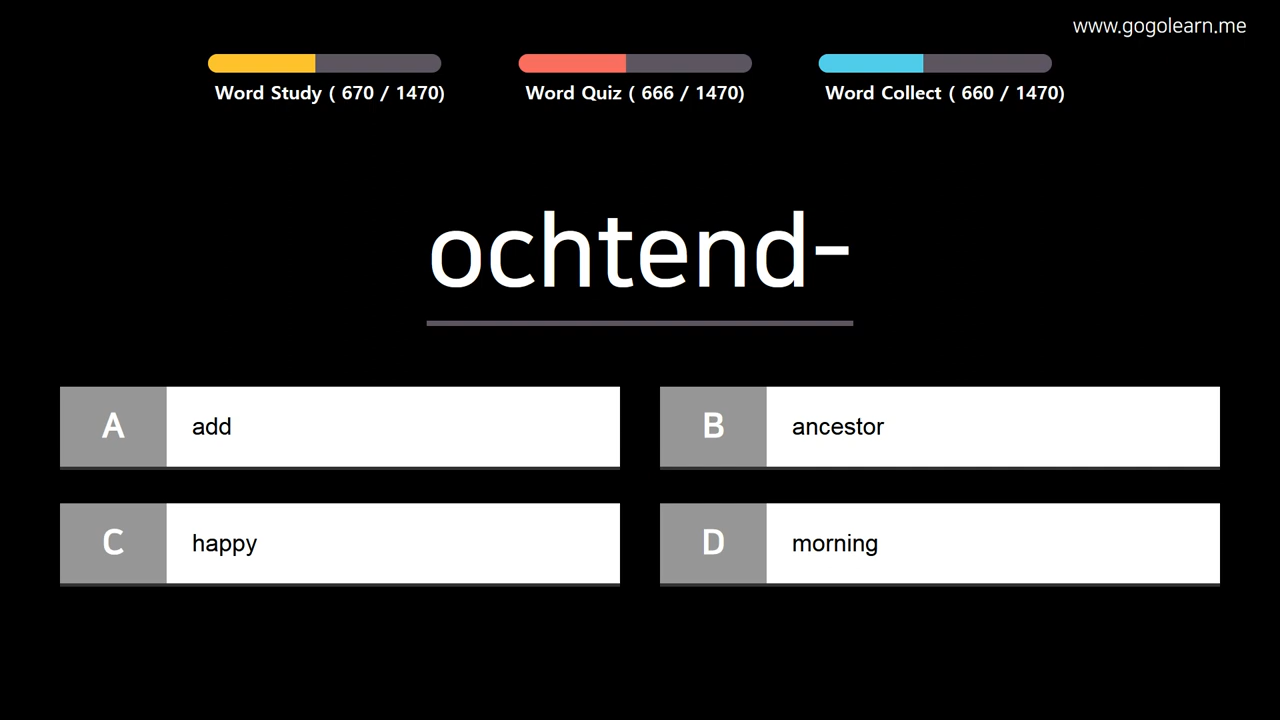 www.gogolearn.me
Word Study ( 670 / 1470)
Word Quiz ( 666 / 1470)
Word Collect ( 660 / 1470)
ochtend-
A
add
B
ancestor
C
happy
D
morning